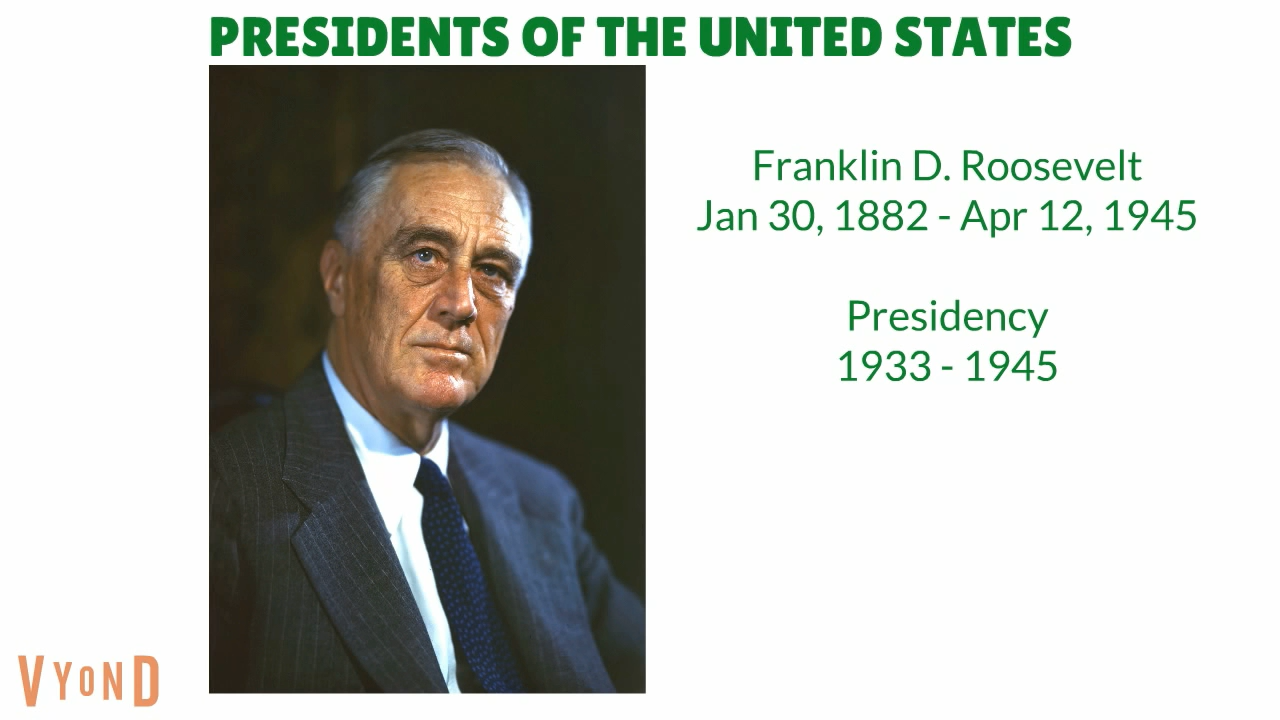 PRESIDENTS OF THE UNITED STATES
Franklin D. Roosevelt
Jan 30, 1882 - Apr 12, 1945
Presidency
1933 - 1945
VYOND